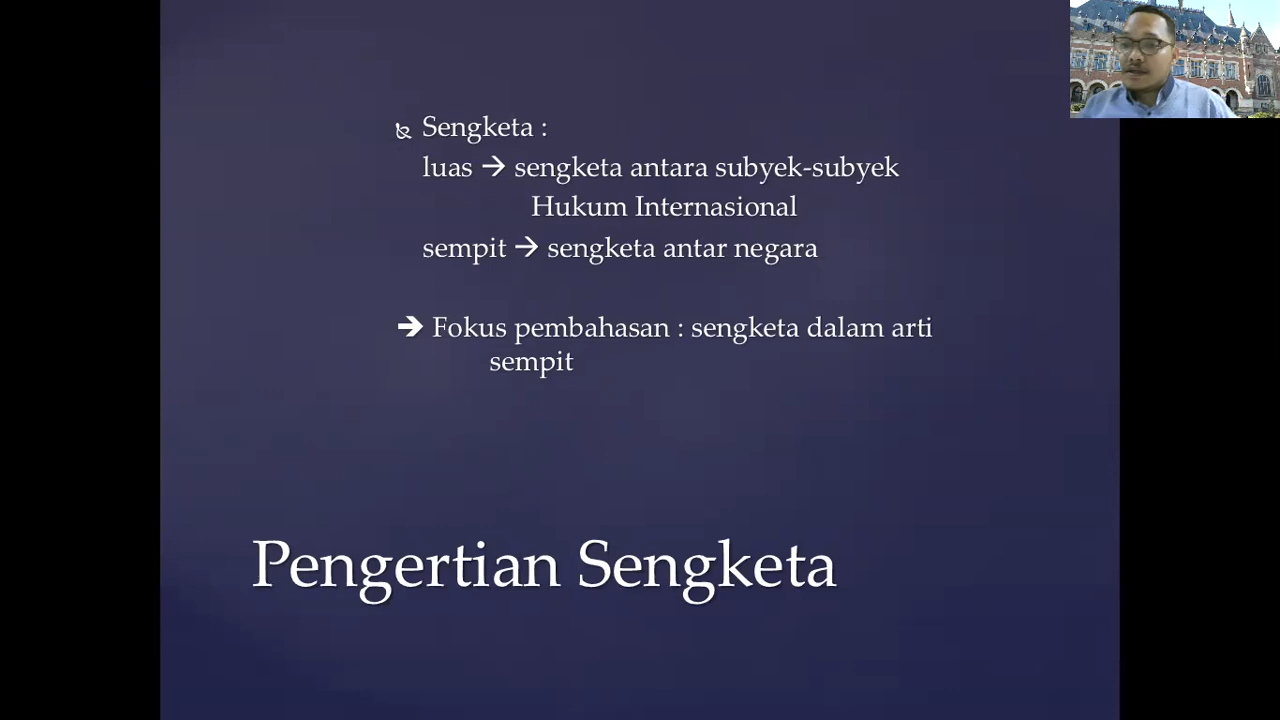 Sengketa :
luas → sengketa antara subyek-subyek
Hukum Internasional
sempit → sengketa antar negara
→ Fokus pembahasan : sengketa dalam arti
sempit
Pengertian Sengketa